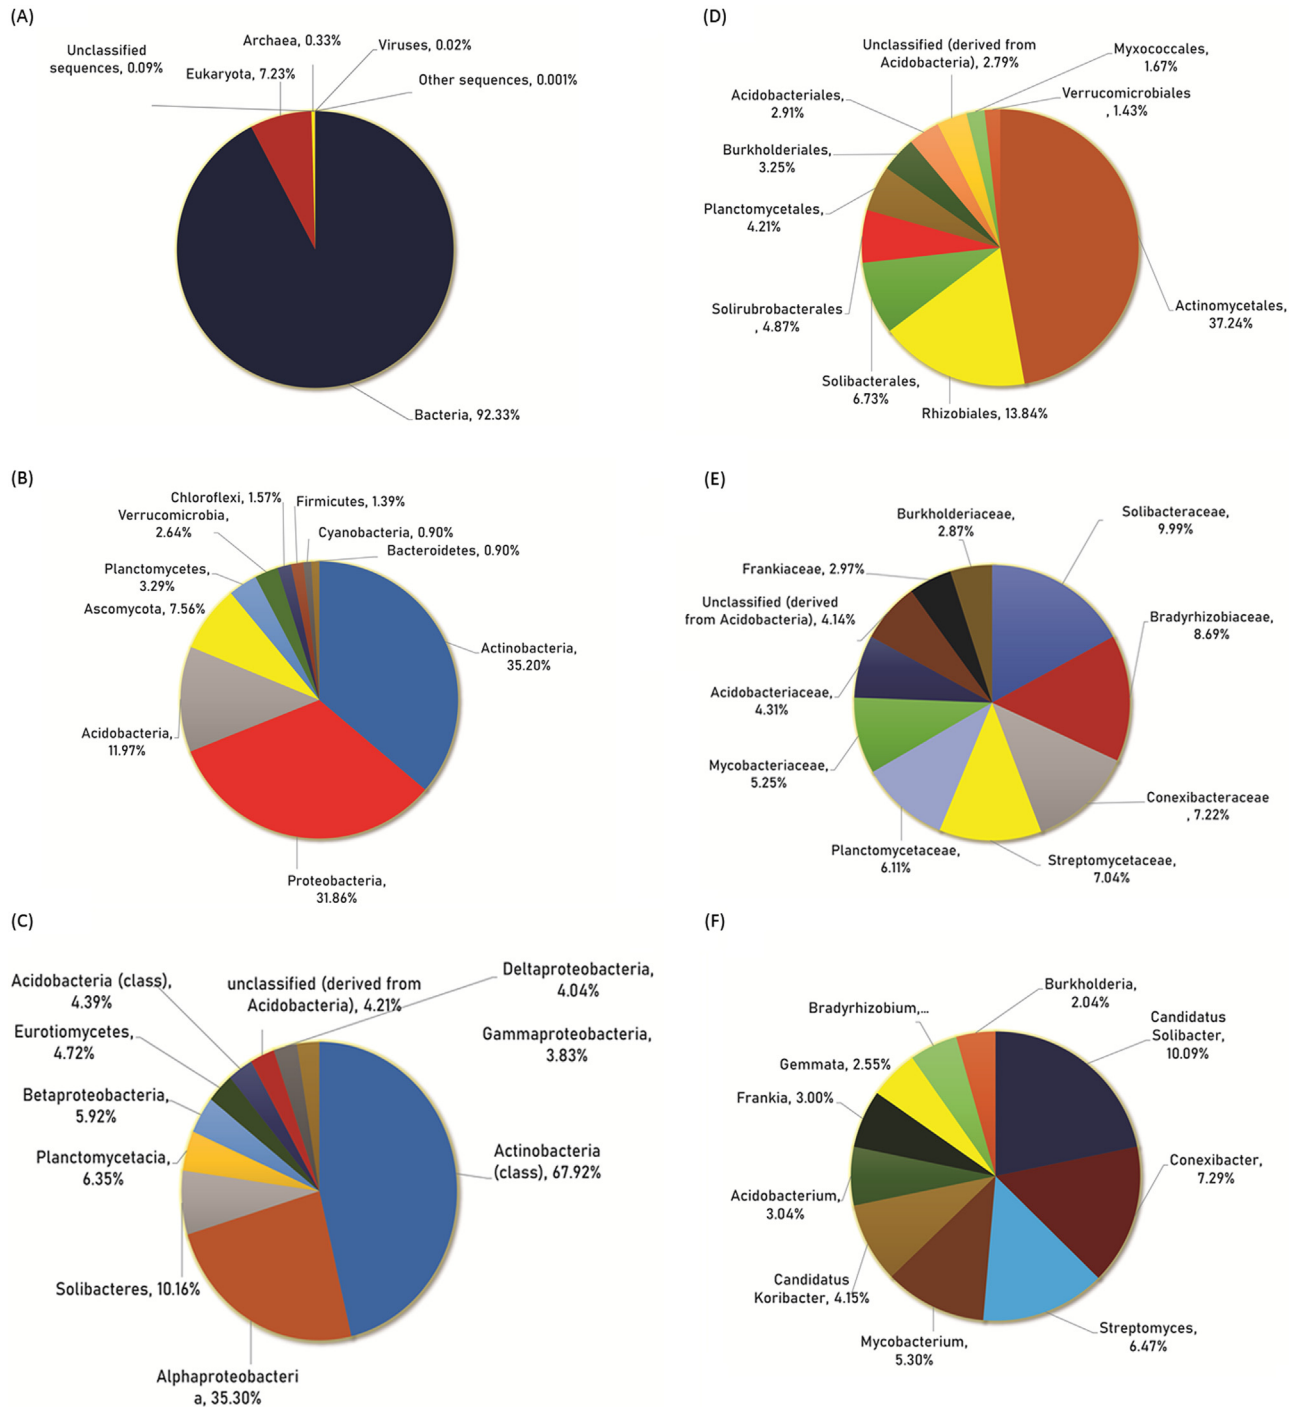 (A)
Unclassified
sequences, 0.09%
Archaea, 0.33%
Viruses, 0.02%
Eukaryota, 7.23%
Other sequences, 0.001%
Bacteria, 92.33%
(B)
Chloroflexi, 1.57%
Firmicutes, 1.39%
Verrucomicrobia,
2.64%
Cyanobacteria, 0.90%
Bacteroidetes, 0.90%
Planctomycetes,
3.29%
Ascomycota, 7.56%
Actinobacteria,
35.20%
Acidobacteria,
11.97%
Proteobacteria,
31.86%
(C)
Acidobacteria (class),
4.39%
unclassified (derived from
Acidobacteria), 4.21%
Deltaproteobacteria,
4.04%
Eurotiomycetes,
4.72%
Gammaproteobacteria,
3.83%
Betaproteobacteria,
5.92%
Planctomycetacia,
6.35%
Actinobacteria
(class), 67.92%
Solibacteres, 10.16%
Alphaproteobacteri
a, 35.30%
(D)
Unclassified (derived from
Acidobacteria), 2.79%
Myxococcales,
1.67%
Acidobacteriales,
2.91%
Verrucomicrobiales
, 1.43%
Burkholderiales,
3.25%
Planctomycetales,
4.21%
Solirubrobacterales
, 4.87%
Actinomycetales,
37.24%
Solibacterales,
6.73%
Rhizobiales, 13.84%
(E)
Burkholderiaceae,
2.87%
Solibacteraceae,
9.99%
Frankiaceae, 2.97%
Unclassified (derived
from Acidobacteria), 4.14%
Bradyrhizobiaceae,
8.69%
Acidobacteriaceae,
4.31%
Mycobacteriaceae,
5.25%
Conexibacteraceae
, 7.22%
Planctomycetaceae,
6.11%
Streptomycetaceae,
7.04%
(F)
Burkholderia,
2.04%
Bradyrhizobium,...
Candidatus
Solibacter,
10.09%
Gemmata, 2.55%
Frankia, 3.00%
Conexibacter,
7.29%
Acidobacterium,
3.04%
Candidatus
Koribacter, 4.15%
Streptomyces,
6.47%
Mycobacterium,
5.30%